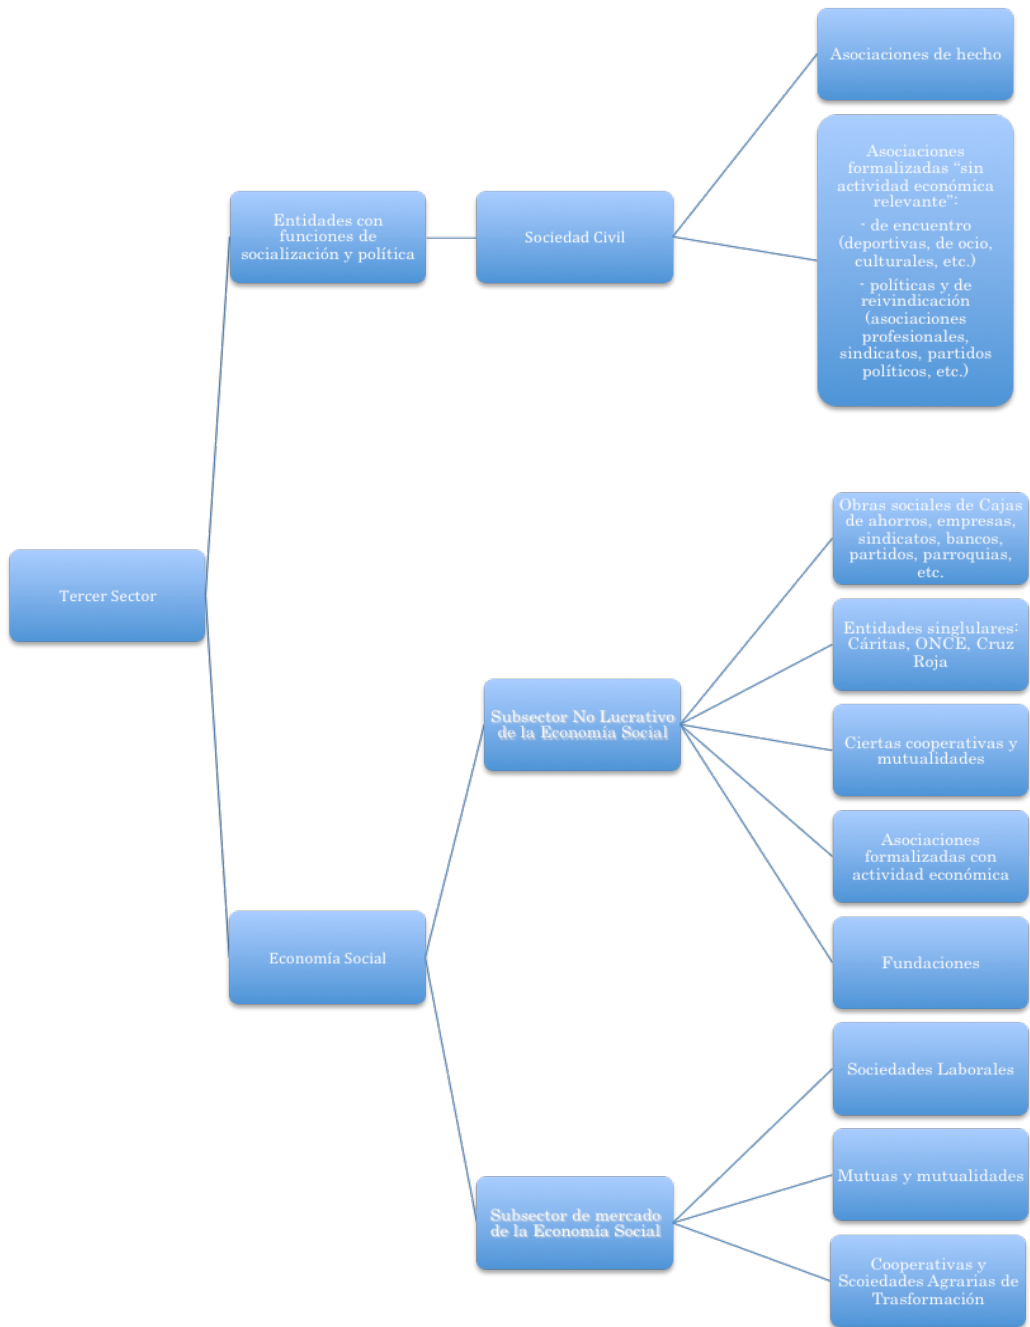 Asociaciones de hecho
Asociaciones
formalizadas “sin
actividad económica
relevante”:
- de encuentro
(deportivas, de ocio,
culturales, etc.)
- políticas y de
reivindicación
(asociaciones
profesionales,
sindicatos, partidos
políticos, etc.)
Entidades con
funciones de
socialización y política
Sociedad Civil
Tercer Sector
Obras sociales de Cajas
de ahorros, empresas,
sindicatos, bancos,
partidos, parroquias,
etc.
Entidades singlulares:
Cáritas, ONCE, Cruz
Roja
Subsector No Lucrativo
de la Economía Social
Ciertas cooperativas y
mutualidades
Asociaciones
formalizadas con
actividad económica
Economía Social
Fundaciones
Sociedades Laborales
Mutuas y mutualidades
Subsector de mercado
de la Economía Social
Cooperativas y
Scoiedades Agrarias de
Trasformación